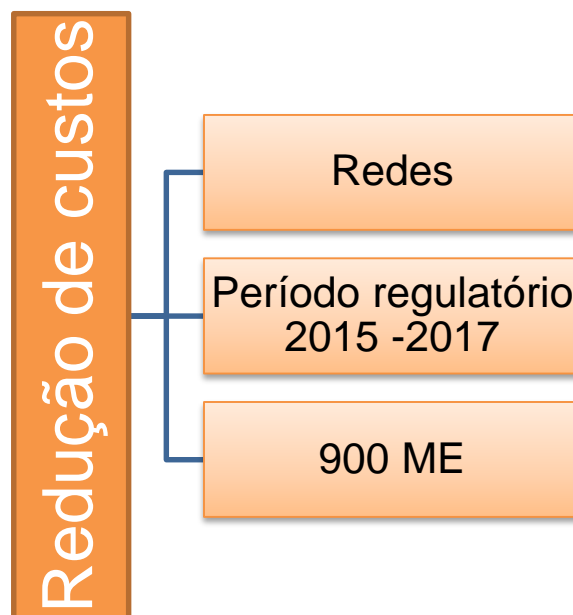 Redução de custos
Redes
Período regulatório
2015 -2017
900 ME